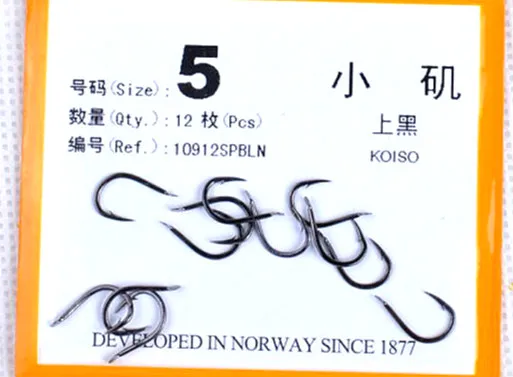 号码(Size): 5
数量(Qty.): 12 枚(Pcs)
编号(Ref.): 10912SPBLN
小 矶
上黑
KOISO
DEVELOPED IN NORWAY SINCE 1877